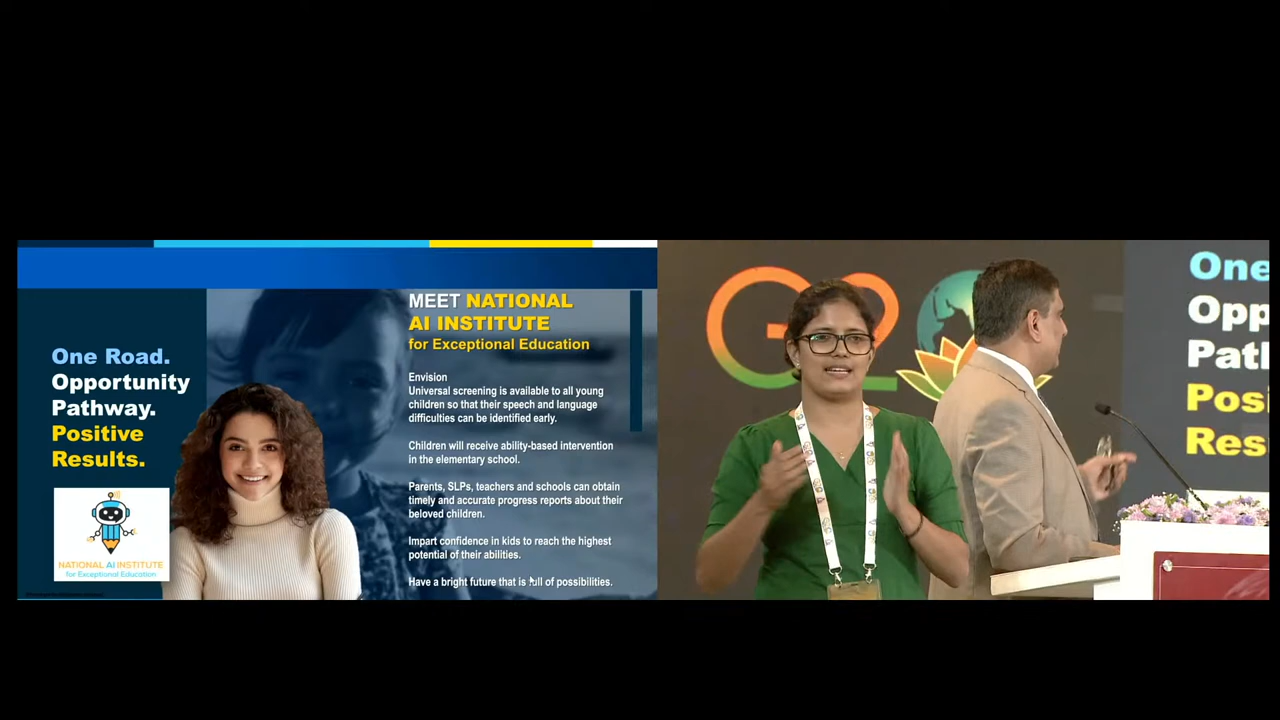 One Road.
Opportunity
Pathway.
Positive
Results.
NATIONAL AI INSTITUTE
for Exceptional Education
MEET NATIONAL
AI INSTITUTE
for Exceptional Education
Envision
Universal screening is available to all young
children so that their speech and language
difficulties can be identified early.
Children will receive ability-based intervention
in the elementary school.
Parents, SLPs, teachers and schools can obtain
timely and accurate progress reports about their
beloved children.
Impart confidence in kids to reach the highest
potential of their abilities.
Have a bright future that is full of possibilities.
G20
One
Opp
Pat
Posi
Res